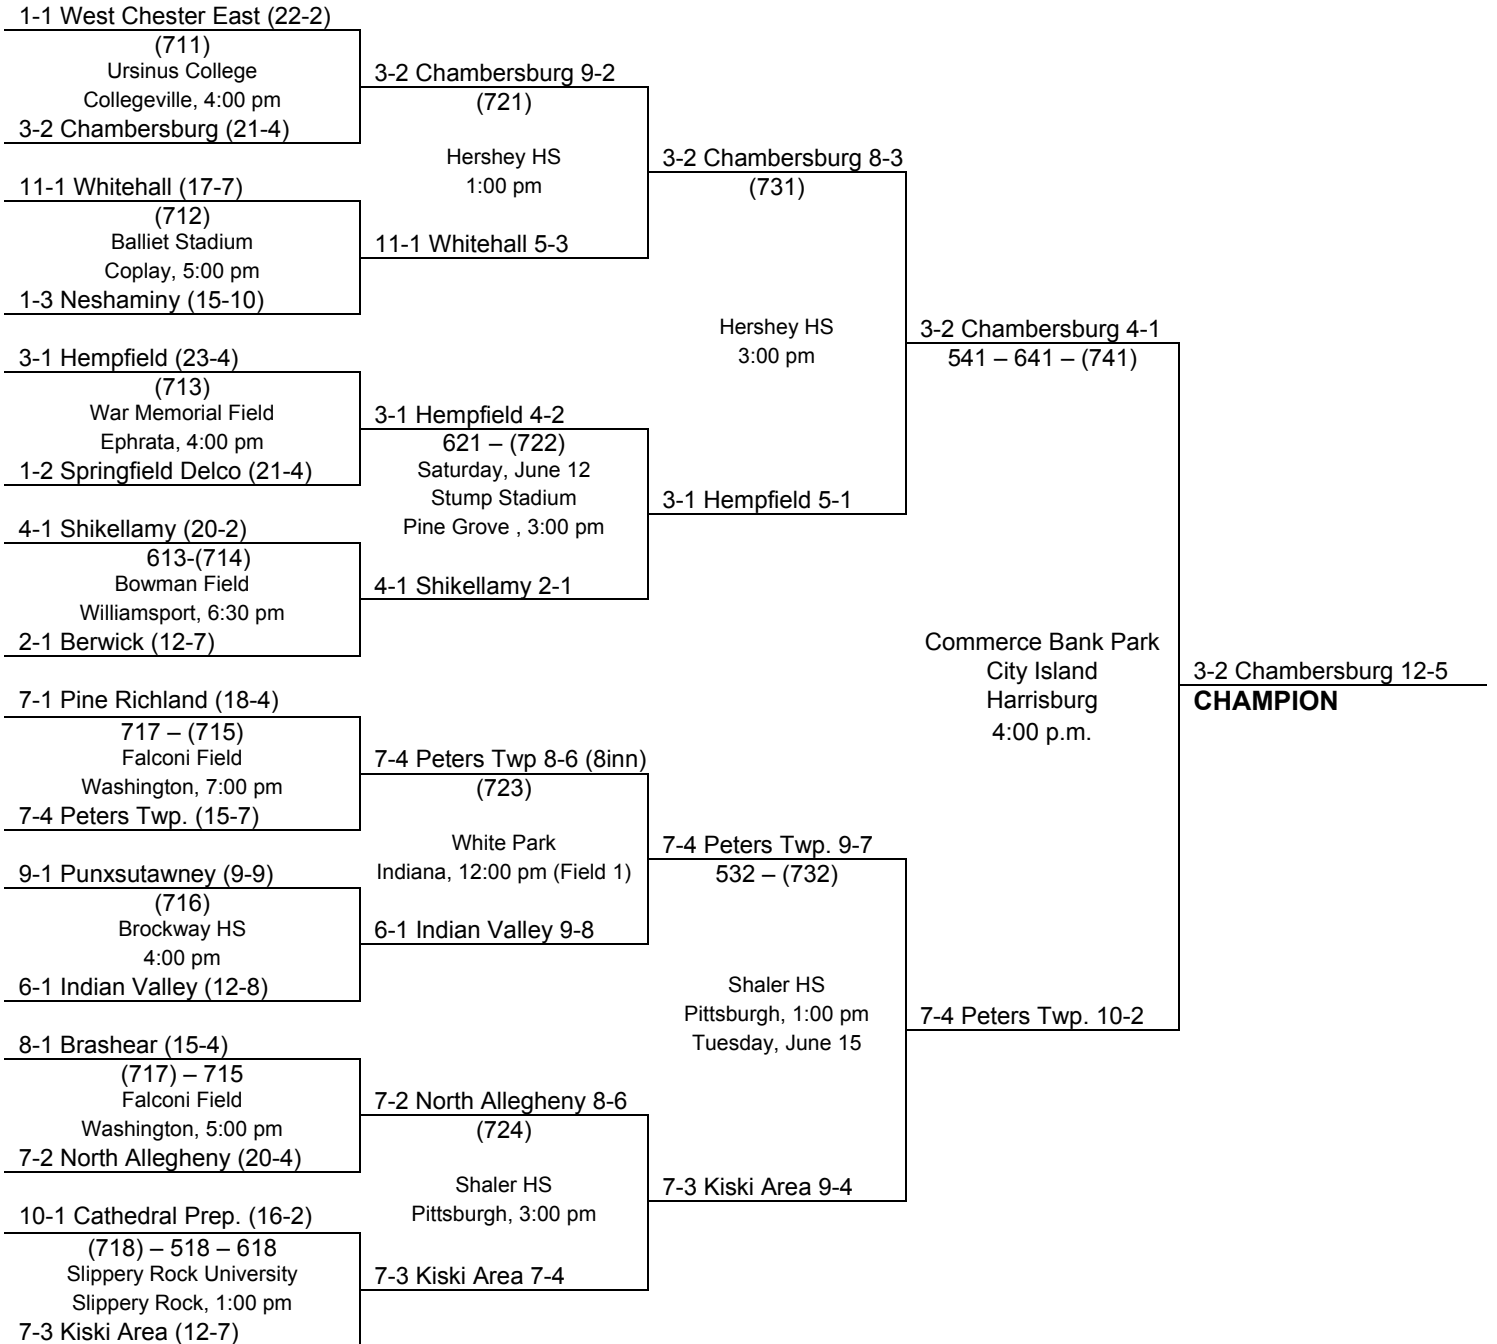 1-1 West Chester East (22-2)
(711)
Ursinus College
Collegeville, 4:00 pm
3-2 Chambersburg (21-4)
11-1 Whitehall (17-7)
(712)
Balliet Stadium
Coplay, 5:00 pm
1-3 Neshaminy (15-10)
3-1 Hempfield (23-4)
(713)
War Memorial Field
Ephrata, 4:00 pm
1-2 Springfield Delco (21-4)
4-1 Shikellamy (20-2)
613-(714)
Bowman Field
Williamsport, 6:30 pm
2-1 Berwick (12-7)
7-1 Pine Richland (18-4)
717 – (715)
Falconi Field
Washington, 7:00 pm
7-4 Peters Twp. (15-7)
9-1 Punxsutawney (9-9)
(716)
Brockway HS
4:00 pm
6-1 Indian Valley (12-8)
8-1 Brashear (15-4)
(717) – 715
Falconi Field
Washington, 5:00 pm
7-2 North Allegheny (20-4)
10-1 Cathedral Prep. (16-2)
(718) – 518 – 618
Slippery Rock University
Slippery Rock, 1:00 pm
7-3 Kiski Area (12-7)
3-2 Chambersburg 9-2
(721)
Hershey HS
1:00 pm
11-1 Whitehall 5-3
3-1 Hempfield 4-2
621 – (722)
Saturday, June 12
Stump Stadium
Pine Grove , 3:00 pm
4-1 Shikellamy 2-1
7-4 Peters Twp 8-6 (8inn)
(723)
White Park
Indiana, 12:00 pm (Field 1)
6-1 Indian Valley 9-8
7-2 North Allegheny 8-6
(724)
Shaler HS
Pittsburgh, 3:00 pm
7-3 Kiski Area 7-4
3-2 Chambersburg 8-3
(731)
Hershey HS
3:00 pm
3-1 Hempfield 5-1
7-4 Peters Twp. 9-7
532 – (732)
Shaler HS
Pittsburgh, 1:00 pm
Tuesday, June 15
7-3 Kiski Area 9-4
3-2 Chambersburg 4-1
541 – 641 – (741)
Commerce Bank Park
City Island
Harrisburg
4:00 p.m.
7-4 Peters Twp. 10-2
3-2 Chambersburg 12-5
CHAMPION